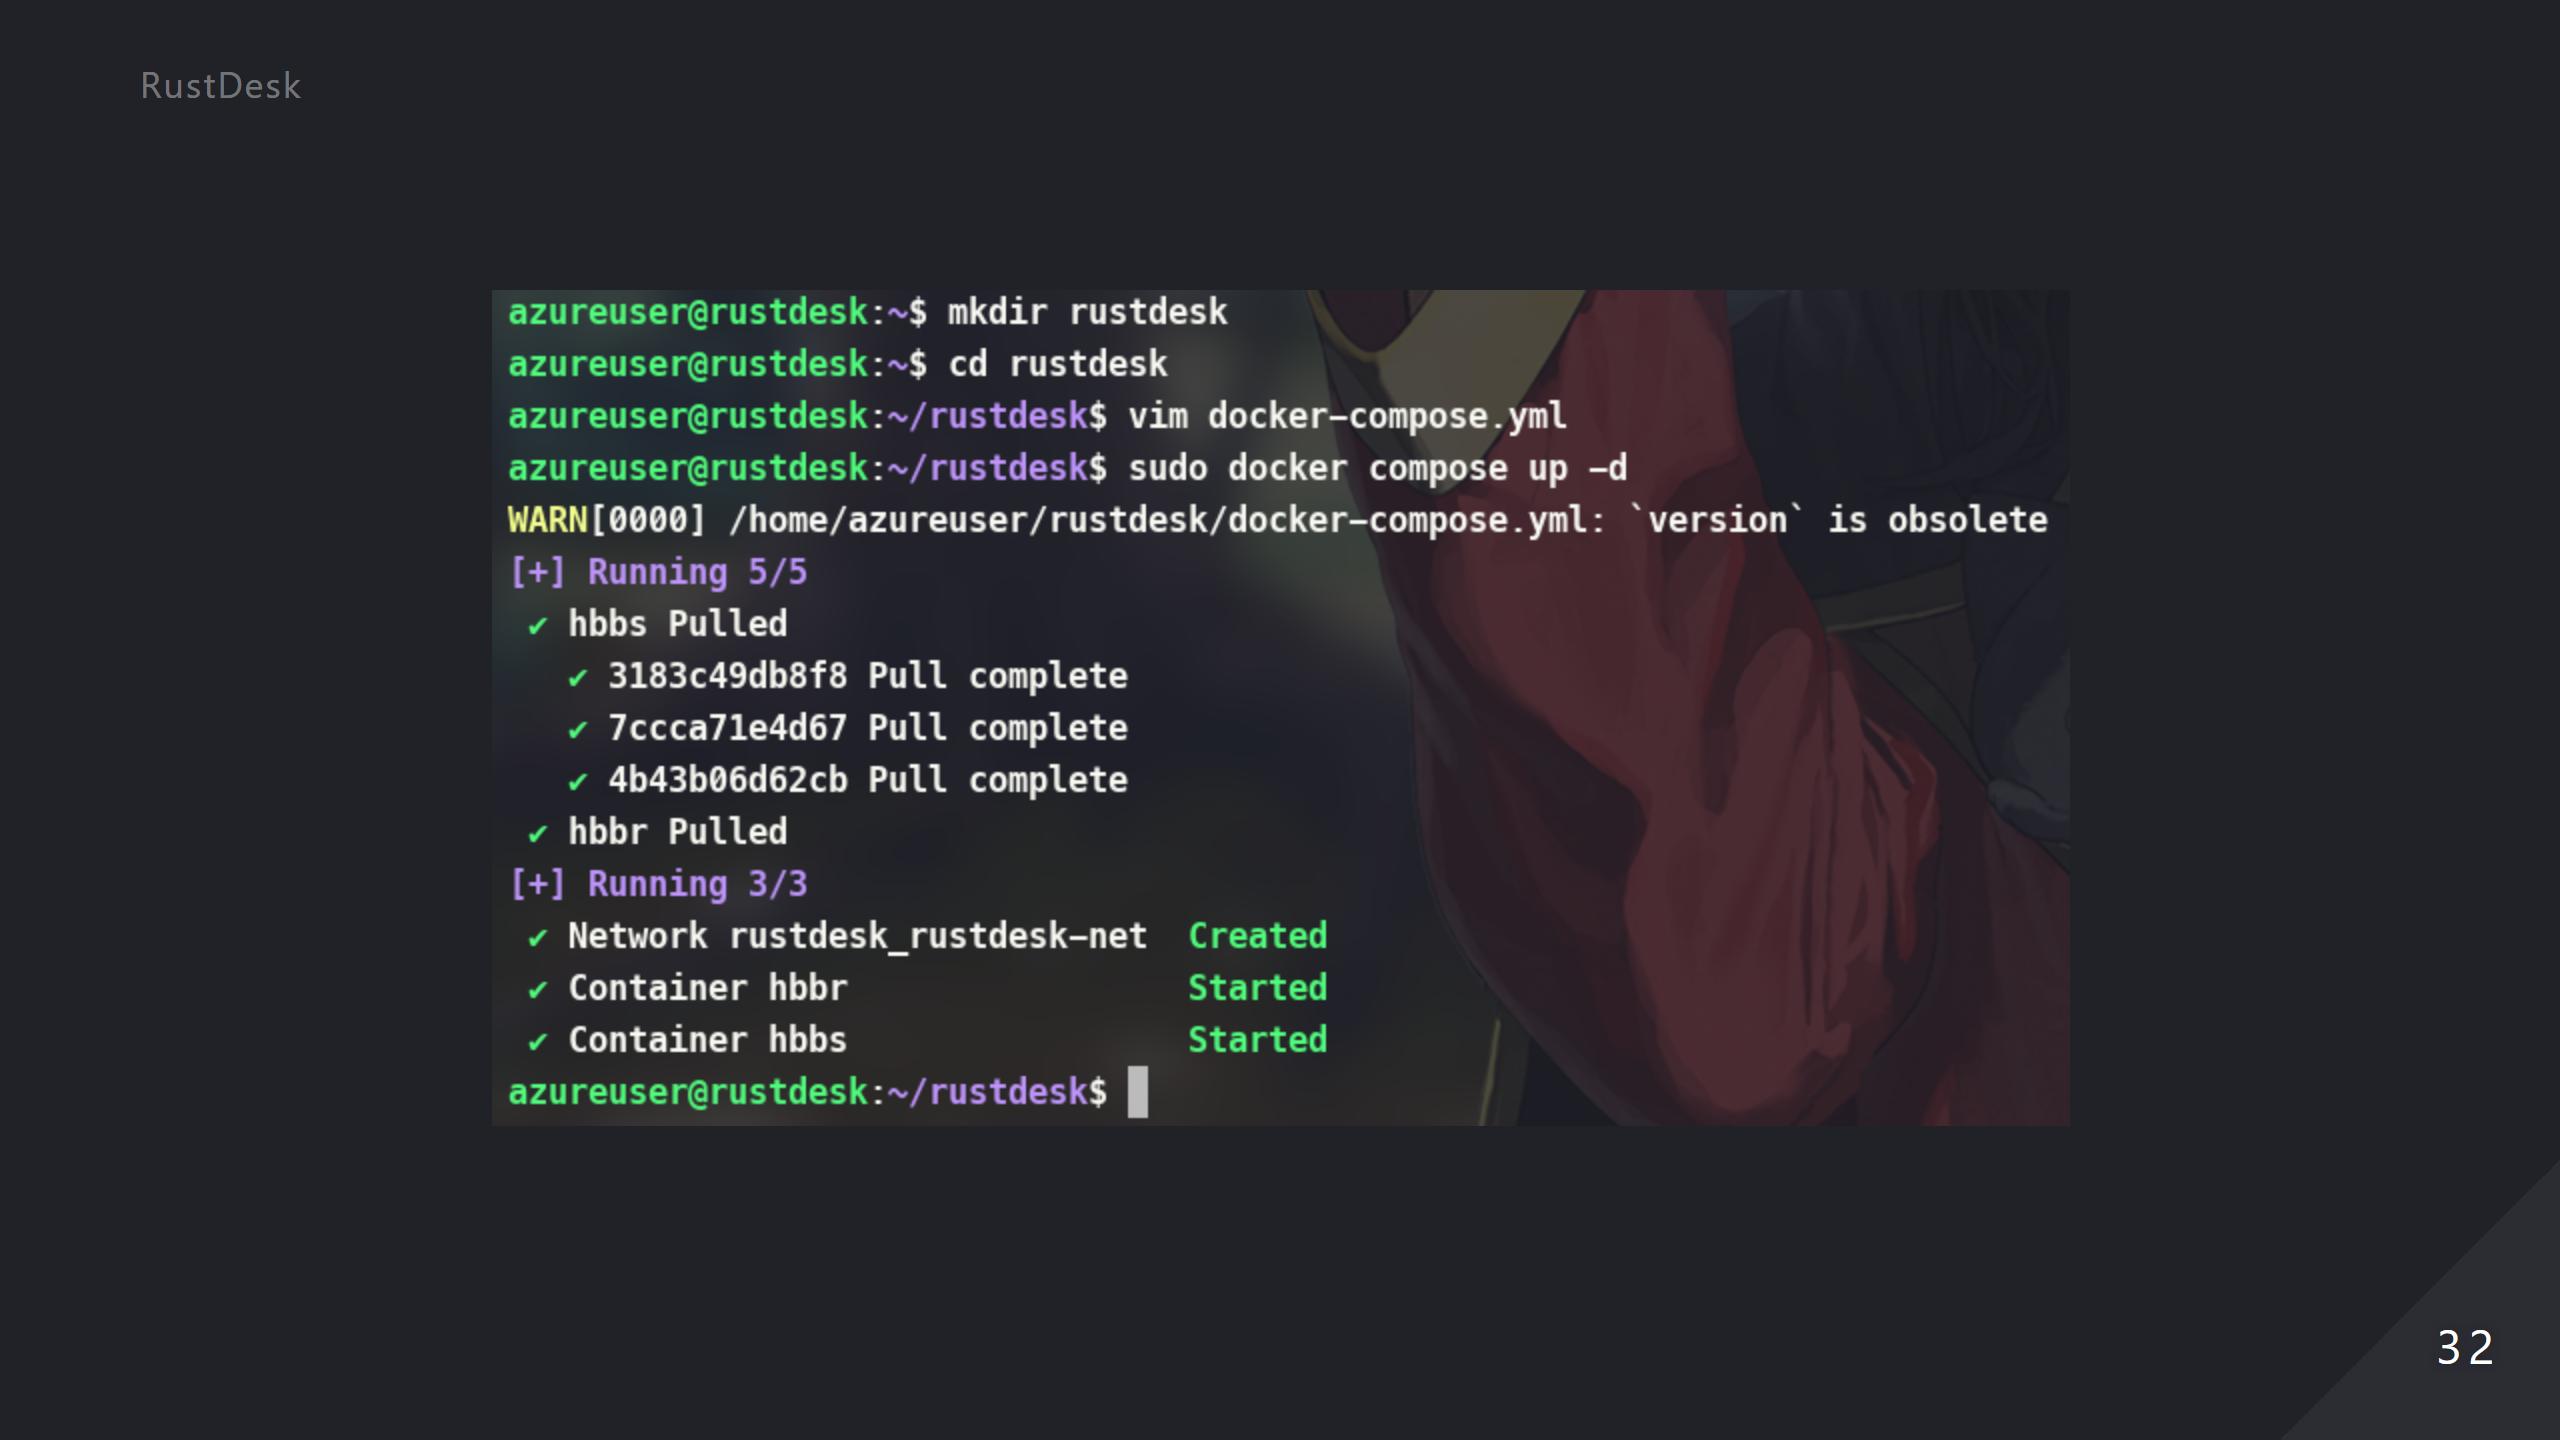 RustDesk
azureuser@rustdesk:~$ mkdir rustdesk
azureuser@rustdesk:~$ cd rustdesk
azureuser@rustdesk:~/rustdesk$ vim docker-compose.yml
azureuser@rustdesk:~/rustdesk$ sudo docker compose up -d
WARN[0000] /home/azureuser/rustdesk/docker-compose.yml: `version` is obsolete
[+] Running 5/5
✔ hbbs Pulled
✔ 3183c49db8f8 Pull complete
✔ 7ccca71e4d67 Pull complete
✔ 4b43b06d62cb Pull complete
✔ hbbr Pulled
[+] Running 3/3
✔ Network rustdesk_rustdesk-net Created
✔ Container hbbr Started
✔ Container hbbs Started
azureuser@rustdesk:~/rustdesk$
32